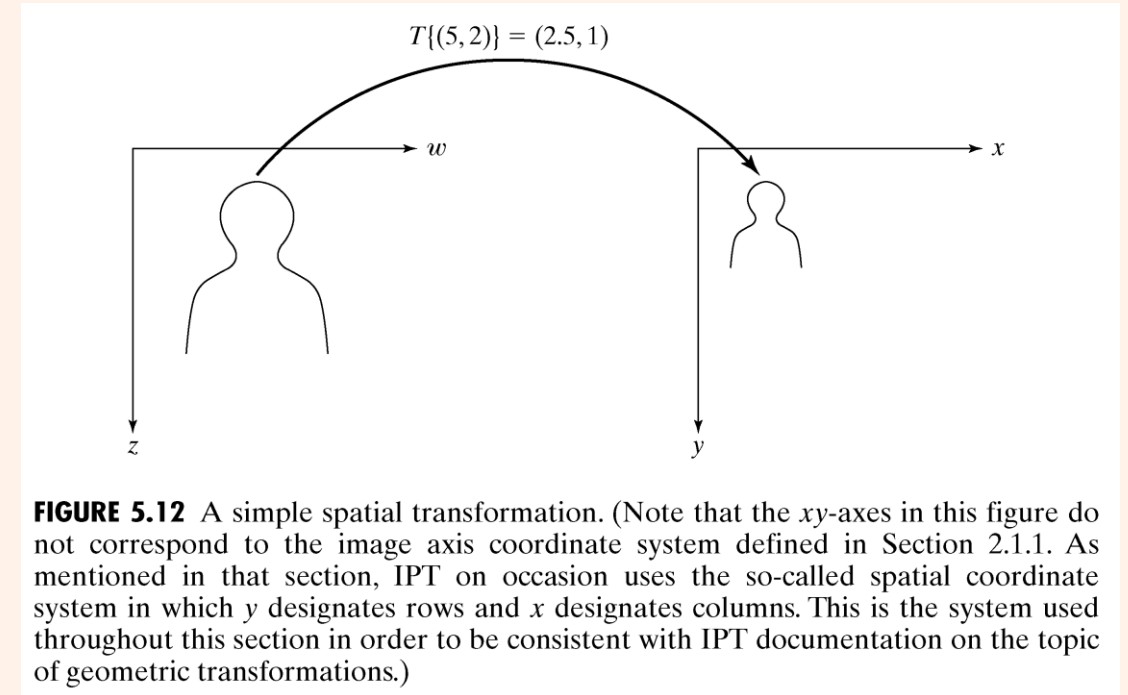 T{(5, 2)} = (2.5, 1)
w
x
z
y
FIGURE 5.12 A simple spatial transformation. (Note that the xy-axes in this figure do
not correspond to the image axis coordinate system defined in Section 2.1.1. As
mentioned in that section, IPT on occasion uses the so-called spatial coordinate
system in which y designates rows and x designates columns. This is the system used
throughout this section in order to be consistent with IPT documentation on the topic
of geometric transformations.)